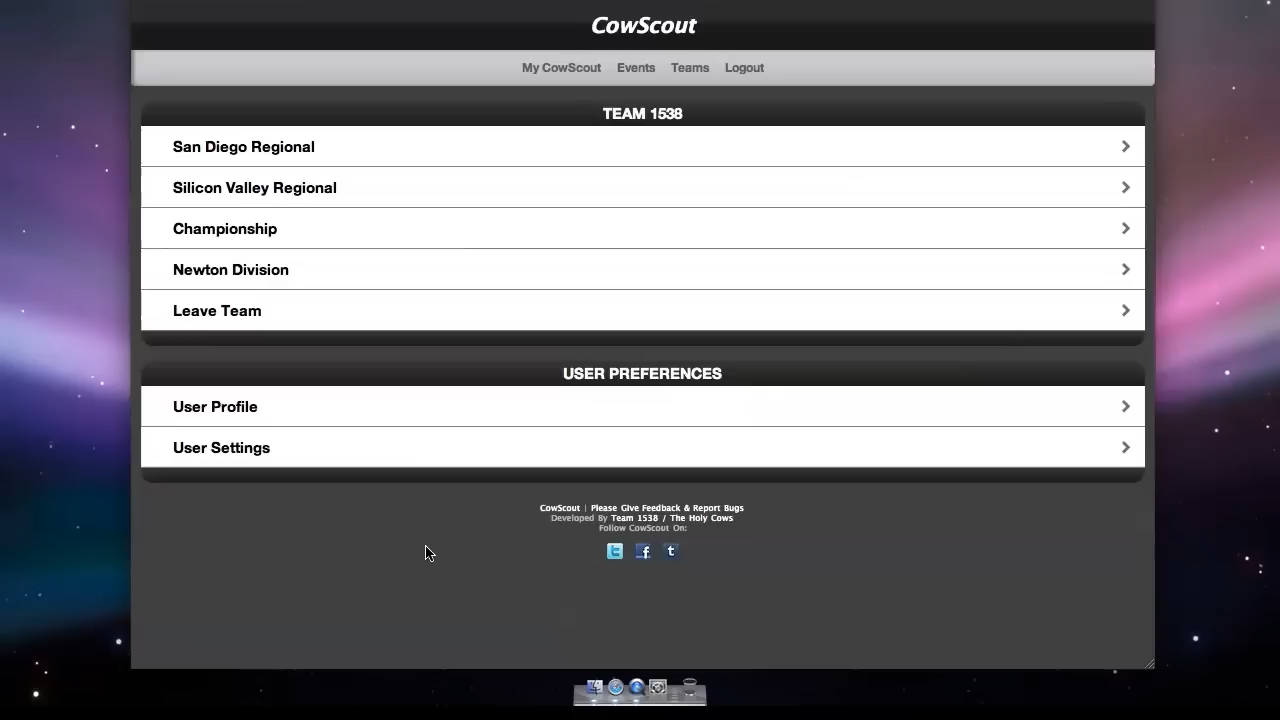 CowScout
My CowScout Events Teams Logout
TEAM 1538
San Diego Regional
Silicon Valley Regional
Championship
Newton Division
Leave Team
USER PREFERENCES
User Profile
User Settings
CowScout | Please Give Feedback & Report Bugs
Developed By Team 1538 / The Holy Cows
Follow CowScout On: